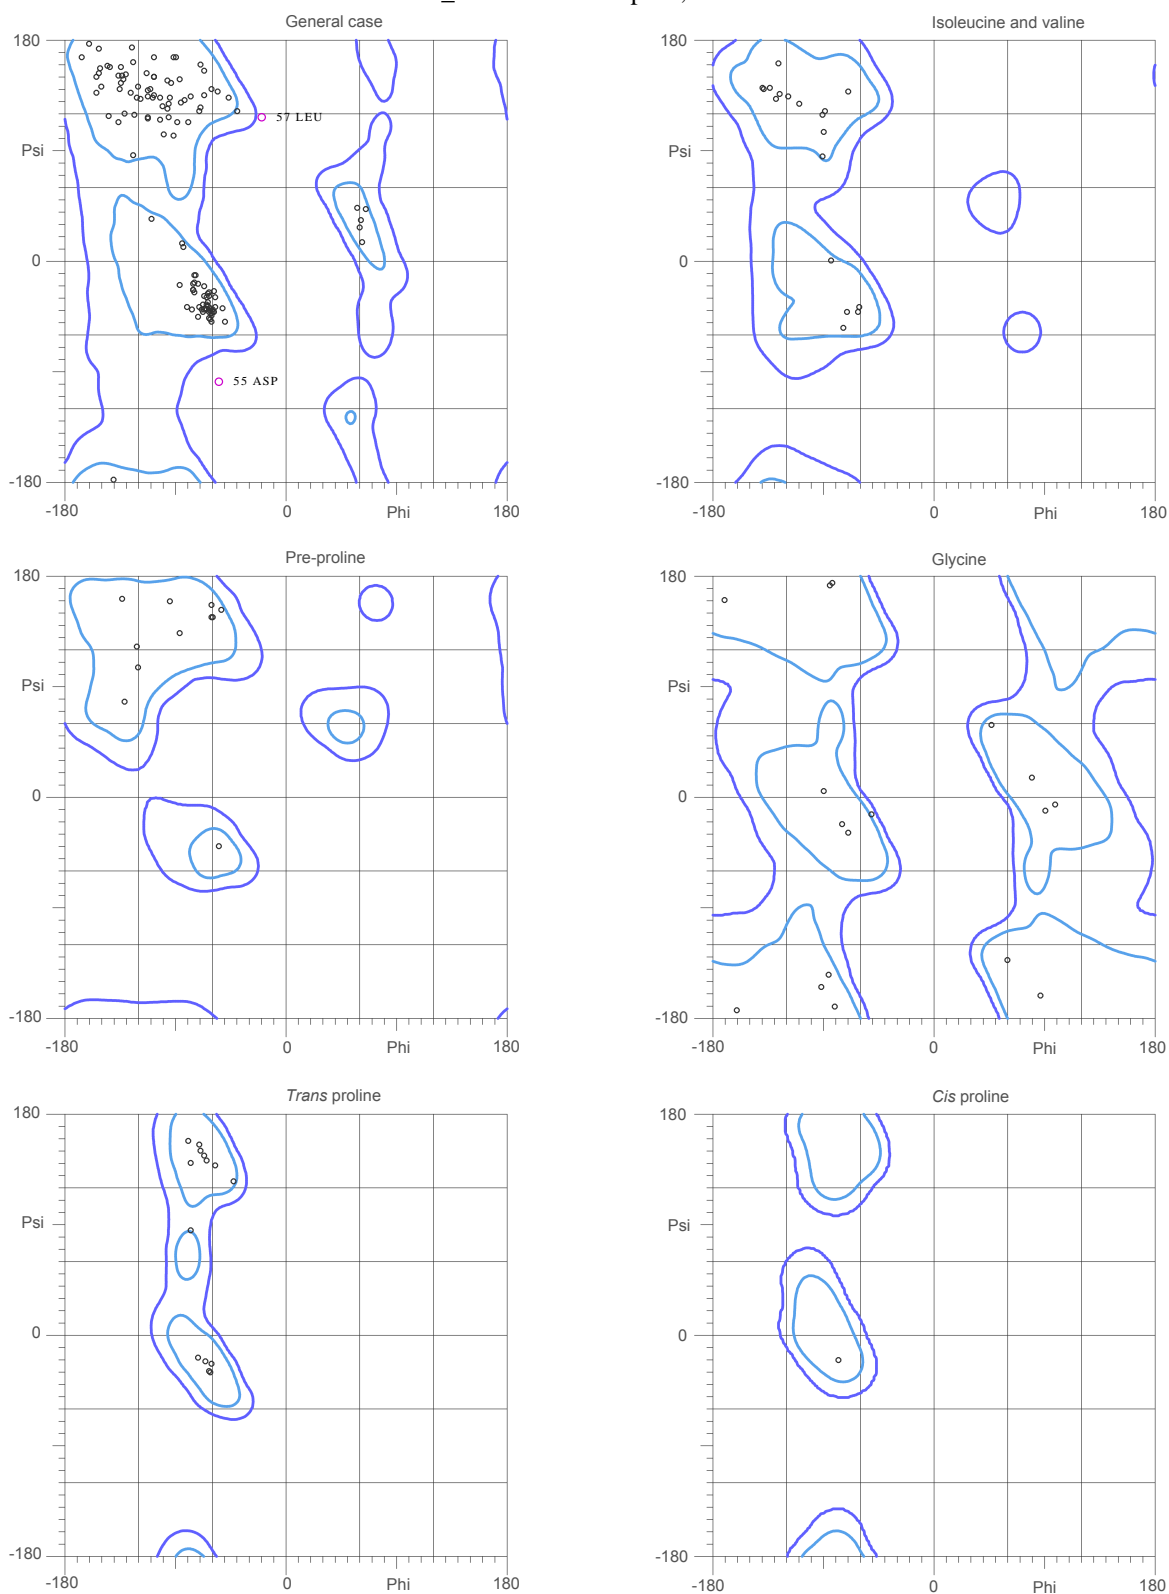 General case
Isoleucine and valine
180
Psi
0
-180
-180
0
Phi
180
57 LEU
55 ASP
180
Psi
0
-180
-180
0
Phi
180
Pre-proline
Glycine
180
Psi
0
-180
-180
0
Phi
180
180
Psi
0
-180
-180
0
Phi
180
Trans proline
Cis proline
180
Psi
0
-180
-180
0
Phi
180
180
Psi
0
-180
-180
0
Phi
180